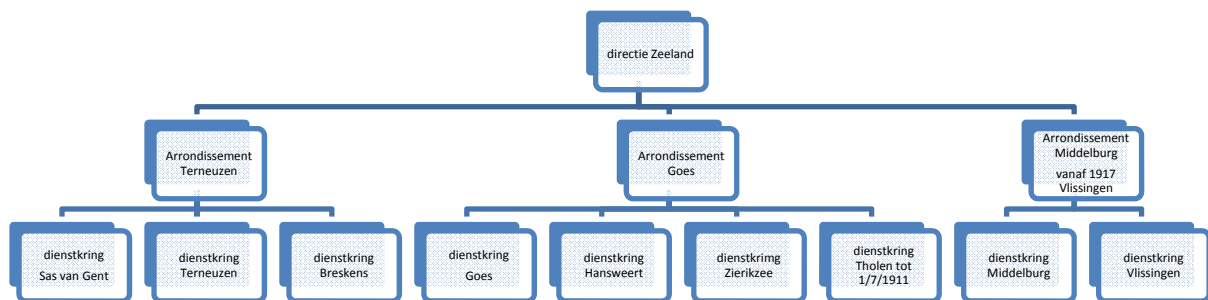 directie Zeeland
Arrondissement
Terneuzen
Arrondissement
Goes
Arrondissement
Middelburg
vanaf 1917
Vlissingen
dienstkring
Sas van Gent
dienstkring
Terneuzen
dienstkring
Breskens
dienstkring
Goes
dienstkring
Hansweert
dienstkrimg
Zierikzee
dienstkring
Tholen tot
1/7/1911
dienstkring
Middelburg
dienstkring
Vlissingen